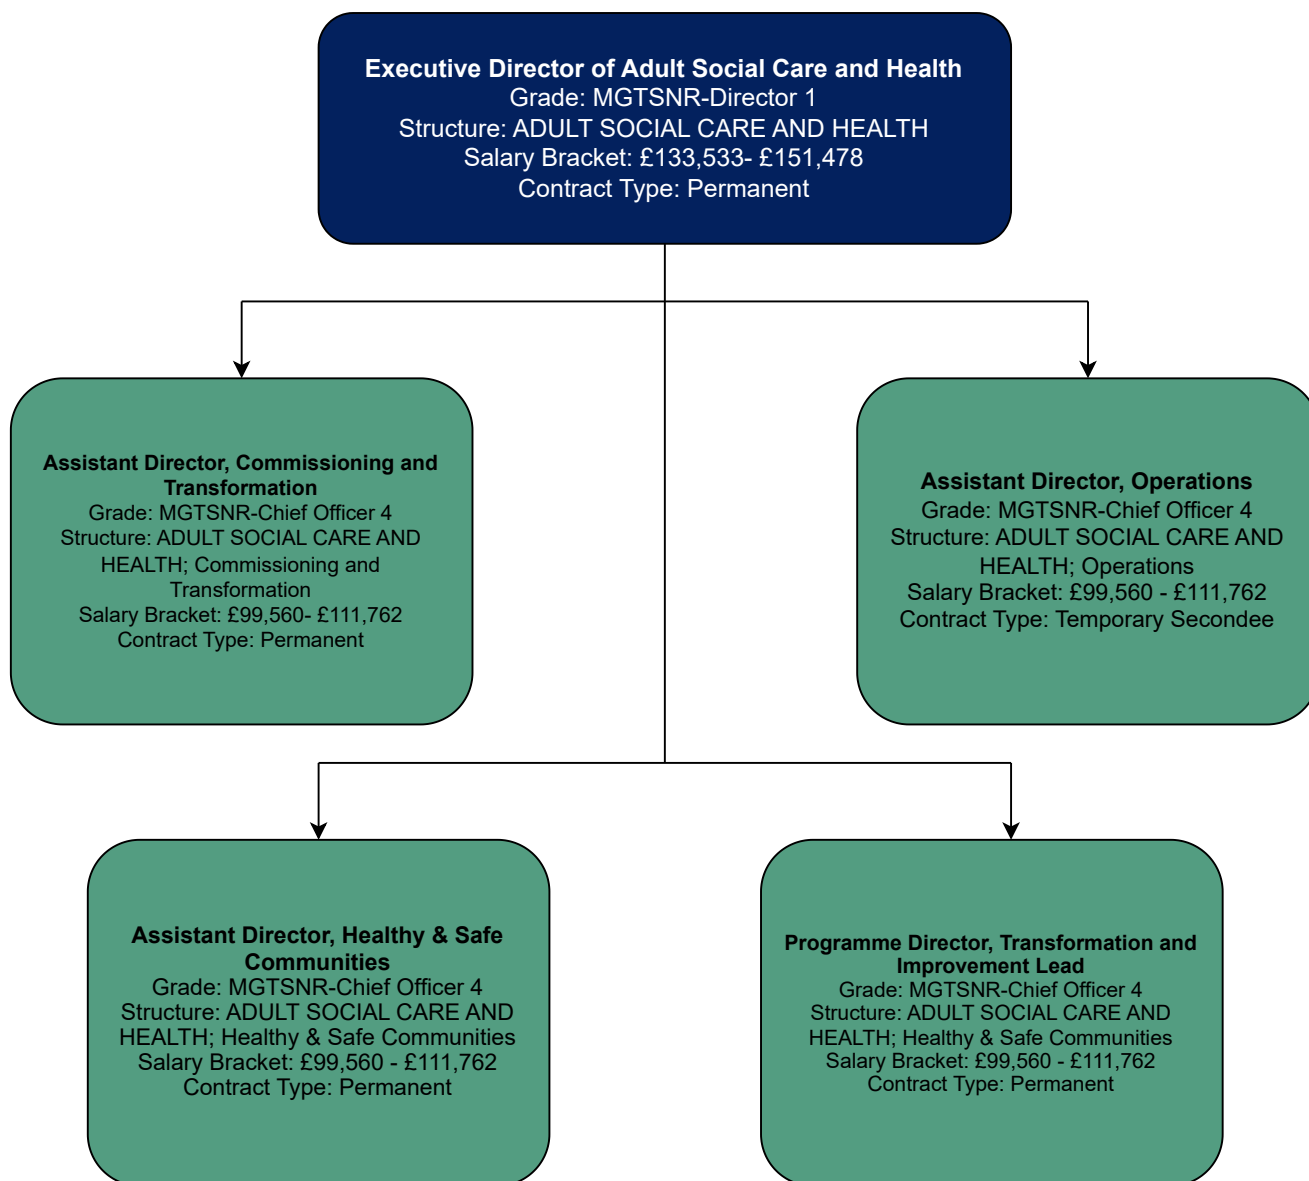 Executive Director of Adult Social Care and Health
Grade: MGTSNR-Director 1
Structure: ADULT SOCIAL CARE AND HEALTH
Salary Bracket: £133,533- £151,478
Contract Type: Permanent
Assistant Director, Commissioning and
Transformation
Grade: MGTSNR-Chief Officer 4
Structure: ADULT SOCIAL CARE AND
HEALTH; Commissioning and
Transformation
Salary Bracket: £99,560- £111,762
Contract Type: Permanent
Assistant Director, Operations
Grade: MGTSNR-Chief Officer 4
Structure: ADULT SOCIAL CARE AND
HEALTH; Operations
Salary Bracket: £99,560 - £111,762
Contract Type: Temporary Secondee
Assistant Director, Healthy & Safe
Communities
Grade: MGTSNR-Chief Officer 4
Structure: ADULT SOCIAL CARE AND
HEALTH; Healthy & Safe Communities
Salary Bracket: £99,560 - £111,762
Contract Type: Permanent
Programme Director, Transformation and
Improvement Lead
Grade: MGTSNR-Chief Officer 4
Structure: ADULT SOCIAL CARE AND
HEALTH; Healthy & Safe Communities
Salary Bracket: £99,560 - £111,762
Contract Type: Permanent